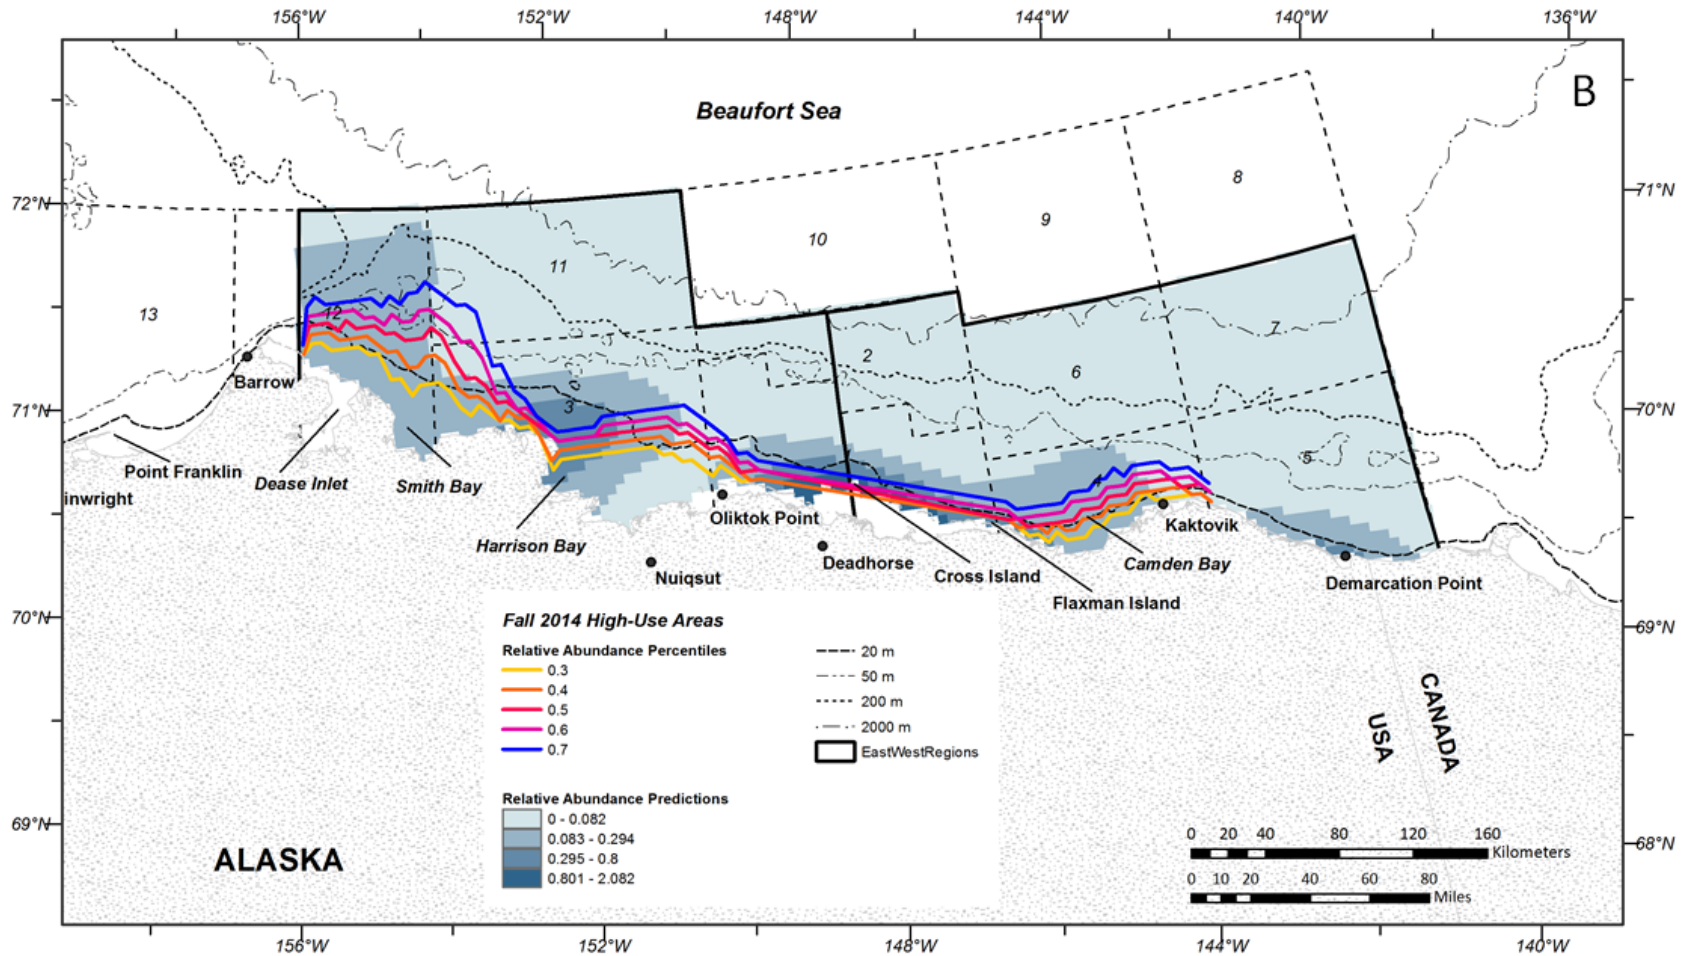 156°W 152°W 148°W 144°W 140°W 136°W
B
Beaufort Sea
8
9
72°N 71°N
10
11
13 12 7
2
6
Barrow
71°N 70°N
3
Point Franklin
Dease Inlet
Smith Bay
1 5
4
inwright
Oliktok Point
Kaktovik
Harrison Bay
Deadhorse
Camden Bay
Nuiqsut
Cross Island
Demarcation Point
Flaxman Island
70°N 69°N
Fall 2014 High-Use Areas
Relative Abundance Percentiles
0.3
0.4
0.5
0.6
0.7
20 m
50 m
200 m
2000 m
EastWestRegions
USA
CANADA
Relative Abundance Predictions
0 - 0.082
0.083 - 0.294
0.295 - 0.8
0.801 - 2.082
69°N 68°N
ALASKA
0 20 40 80 120 160
Kilometers
0 10 20 40 60 80
Miles
156°W 152°W 148°W 144°W 140°W